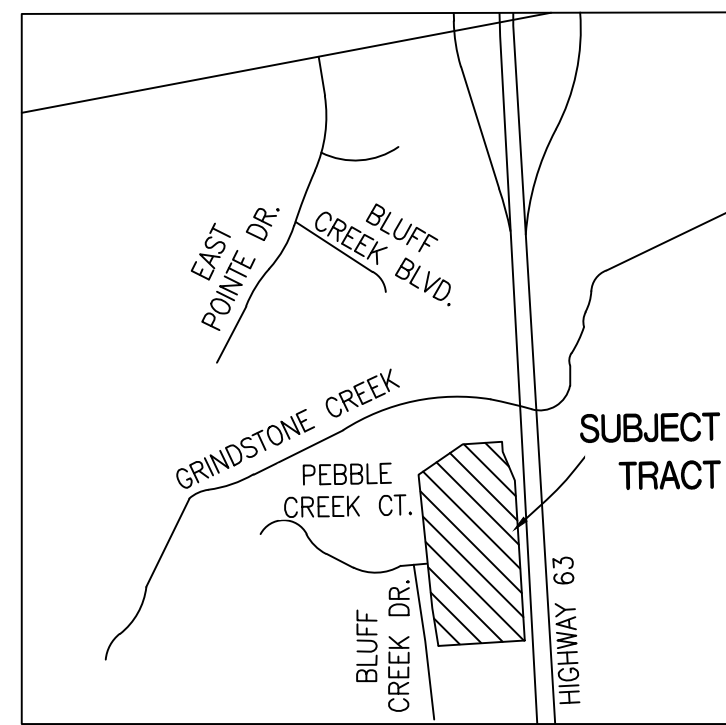 EAST
POINTE DR.
BLUFF
CREEK BLVD.
GRINDSTONE CREEK
SUBJECT
TRACT
PEBBLE
CREEK CT.
BLUFF
CREEK DR.
HIGHWAY 63